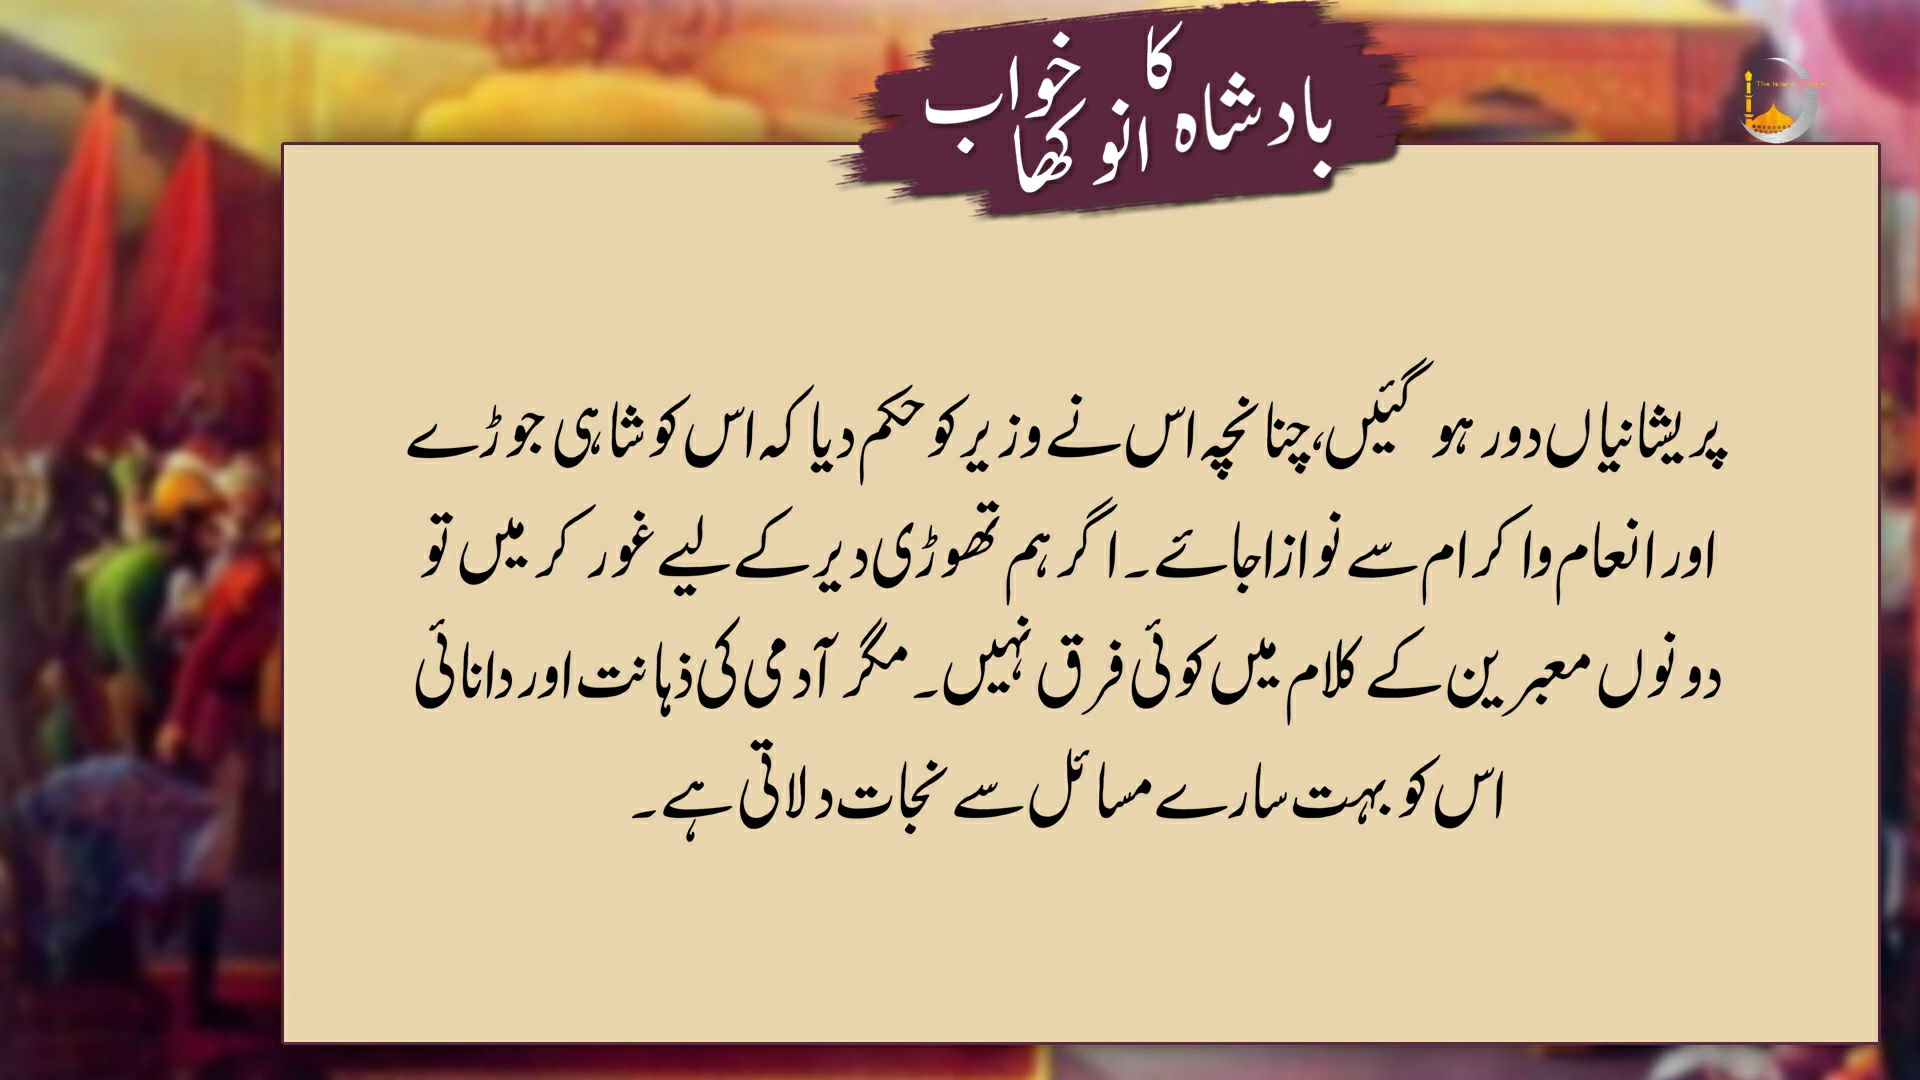 بادشاہ کا انوکھا خواب
پریشانیاں دور ہو گئیں، چنانچہ اس نے وزیر کو حکم دیا کہ اس کو شاہی جوڑے
اور انعام واکرام سے نوازا جائے۔ اگر ہم تھوڑی دیر کے لیے غور کر میں تو
دونوں معبرین کے کلام میں کوئی فرق نہیں۔ مگر آدمی کی ذہانت اور دانائی
اس کو بہت سارے مسائل سے نجات دلاتی ہے۔